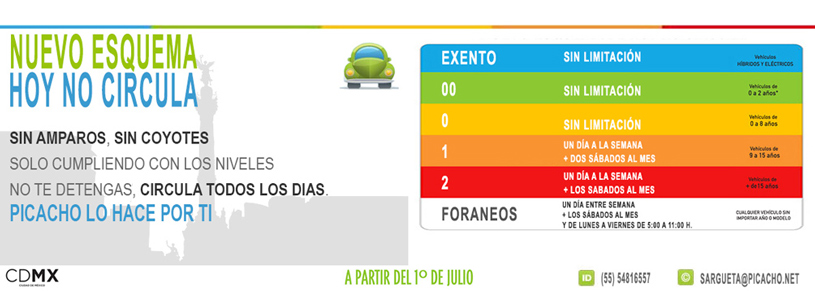 NUEVO ESQUEMA
HOY NO CIRCULA
SIN AMPAROS, SIN COYOTES
SOLO CUMPLIENDO CON LOS NIVELES
NO TE DETENGAS, CIRCULA TODOS LOS DIAS.
PICACHO LO HACE POR TI
EXENTO SIN LIMITACIÓN Vehículos
HÍBRIDOS Y ELÉCTRICOS
00 SIN LIMITACIÓN Vehículos de
0 a 2 años*
0 SIN LIMITACIÓN Vehículos de
0 a 8 años
1 UN DÍA A LA SEMANA
+ DOS SÁBADOS AL MES
Vehículos de
9 a 15 años
2 UN DÍA A LA SEMANA
+ LOS SABADOS AL MES
Vehículos de
+ de 15 años
FORANEOS UN DÍA ENTRE SEMANA
+ LOS SÁBADOS AL MES
Y DE LUNES A VIERNES DE 5:00 A 11:00 H.
CUALQUIER VEHÍCULO SIN
IMPORTAR AÑO O MODELO
CDMX
CIUDAD DE MÉXICO
A PARTIR DEL 1º DE JULIO
ID (55) 54816557
© SARGUETA@PICACHO.NET